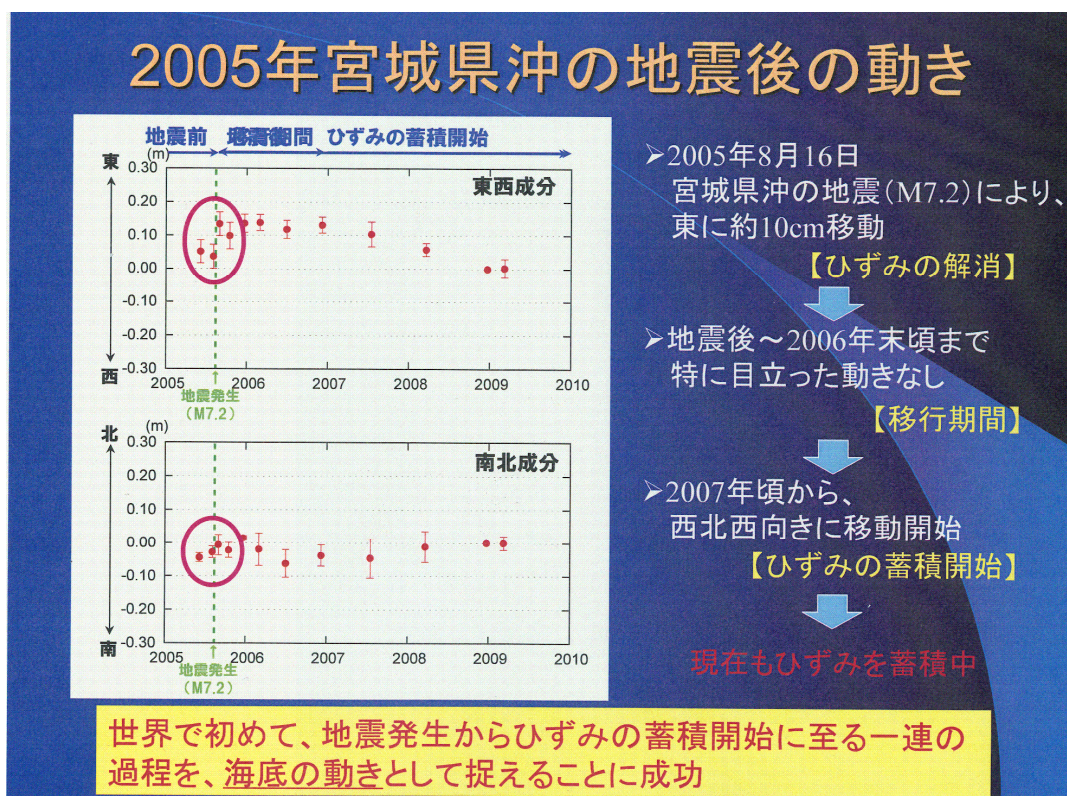 2005年宮城県沖の地震後の動き
地震前
ひずみの蓄積開始
東
(m)
東西成分
0.30
0.20
0.10
0.00
-0.10
-0.20
-0.30
西
2005 2006 2007 2008 2009 2010
↑
地震発生
(M7.2)
北
(m)
南北成分
0.30
0.20
0.10
0.00
-0.10
-0.20
-0.30
南
2005 2006 2007 2008 2009 2010
↑
地震発生
(M7.2)
➢2005年8月16日
宮城県沖の地震(M7.2)により、
東に約10cm移動
【ひずみの解消】
➢地震後~2006年末頃まで
特に目立った動きなし
【移行期間】
➢2007年頃から、
西北西向きに移動開始
【ひずみの蓄積開始】
現在もひずみを蓄積中
世界で初めて、地震発生からひずみの蓄積開始に至る一連の
過程を、海底の動きとして捉えることに成功